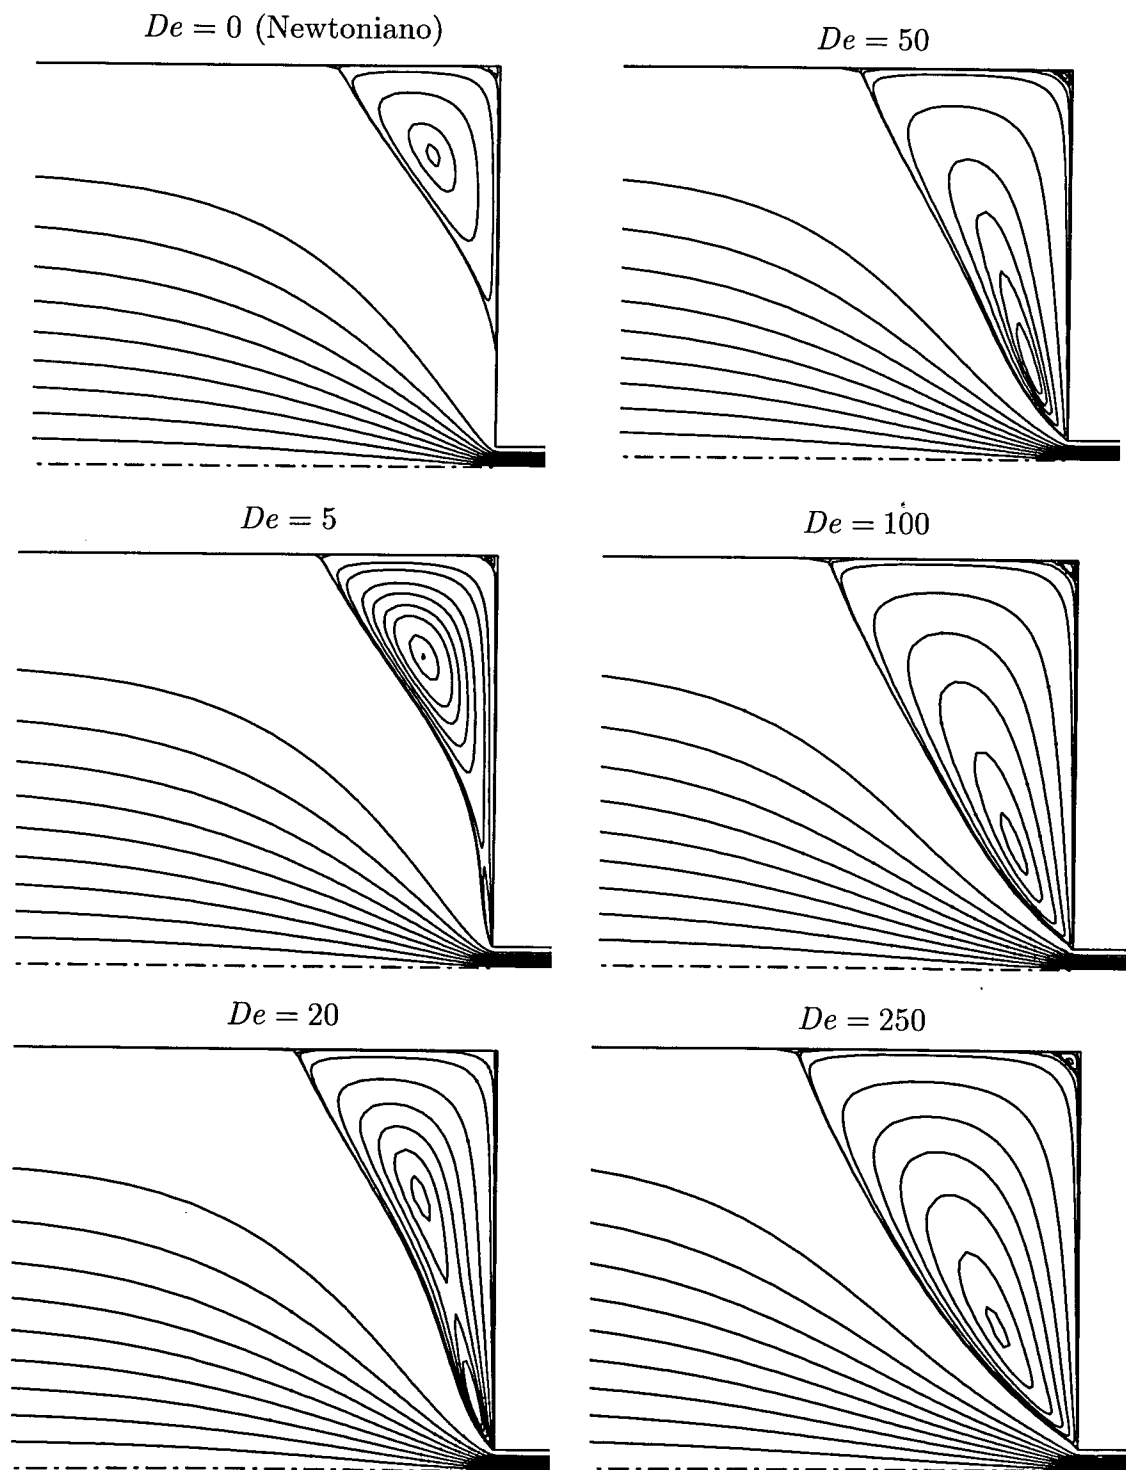 De = 0 (Newtoniano)
De = 50
De = 5
De = 100
De = 20
De = 250